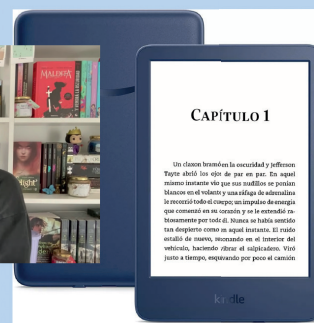 MALENKA
CAPÍTULO 1
Un claxon bramó en la oscuridad y Jefferson
Tayte abrió los ojos de par en par. En aquel
mismo instante vio que sus nudillos se ponían
blancos en el volante y una ráfaga de adrenalina
le recorrió todo el cuerpo; un impulso de energía
que comenzó en su corazón y se le extendió ra-
biosamente por todo él. Nunca se había sentido
tan despierto como en aquel instante. El ruido
estalló de nuevo, resonando en el interior del
vehículo, haciendo vibrar el salpicadero. Viró
justo a tiempo, esquivando por poco el camión
kindle